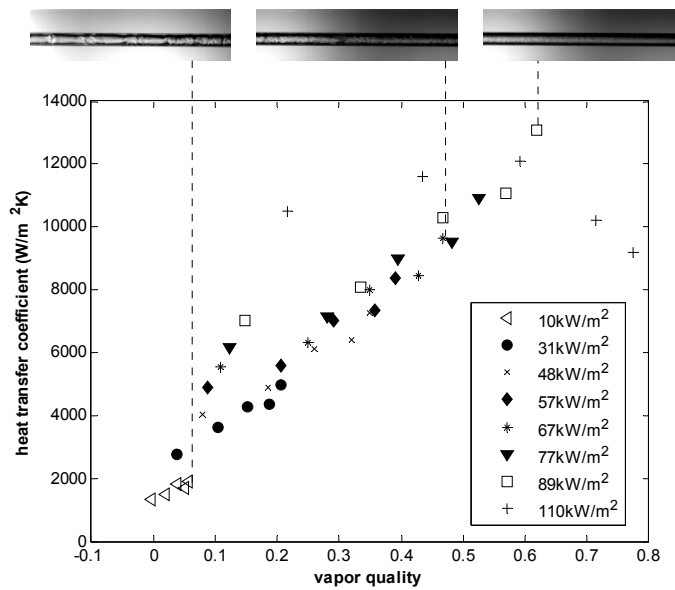 14000
12000
10000
8000
6000
4000
2000
0
-0.1
0
0.1
0.2
0.3
0.4
0.5
0.6
0.7
0.8
heat transfer coefficient (W/m ²K)
vapor quality
10kW/m²
31kW/m²
48kW/m²
57kW/m²
67kW/m²
77kW/m²
89kW/m²
110kW/m²